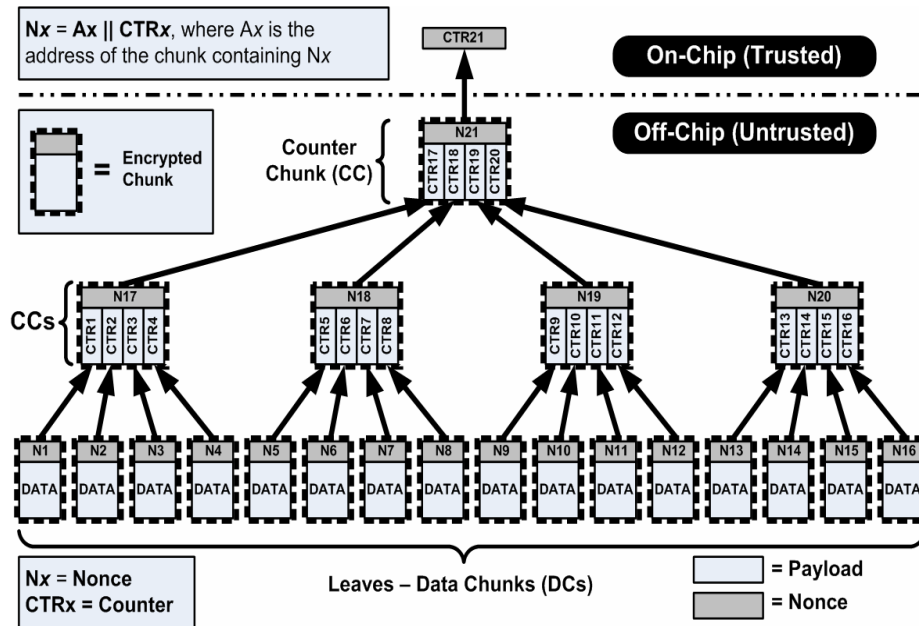 Nx = Ax || CTRx, where Ax is the
address of the chunk containing Nx
CTR21
On-Chip (Trusted)
Off-Chip (Untrusted)
= Encrypted
Chunk
Counter
Chunk (CC)
N21
CTR17 CTR18 CTR19 CTR20
CCs
N17 N18 N19 N20
CTR1 CTR2 CTR3 CTR4 CTR5 CTR6 CTR7 CTR8 CTR9 CTR10 CTR11 CTR12 CTR13 CTR14 CTR15 CTR16
N1 N2 N3 N4 N5 N6 N7 N8 N9 N10 N11 N12 N13 N14 N15 N16
DATA DATA DATA DATA DATA DATA DATA DATA DATA DATA DATA DATA DATA DATA DATA DATA
Nx = Nonce
CTRx = Counter
Leaves – Data Chunks (DCs)
= Payload
= Nonce